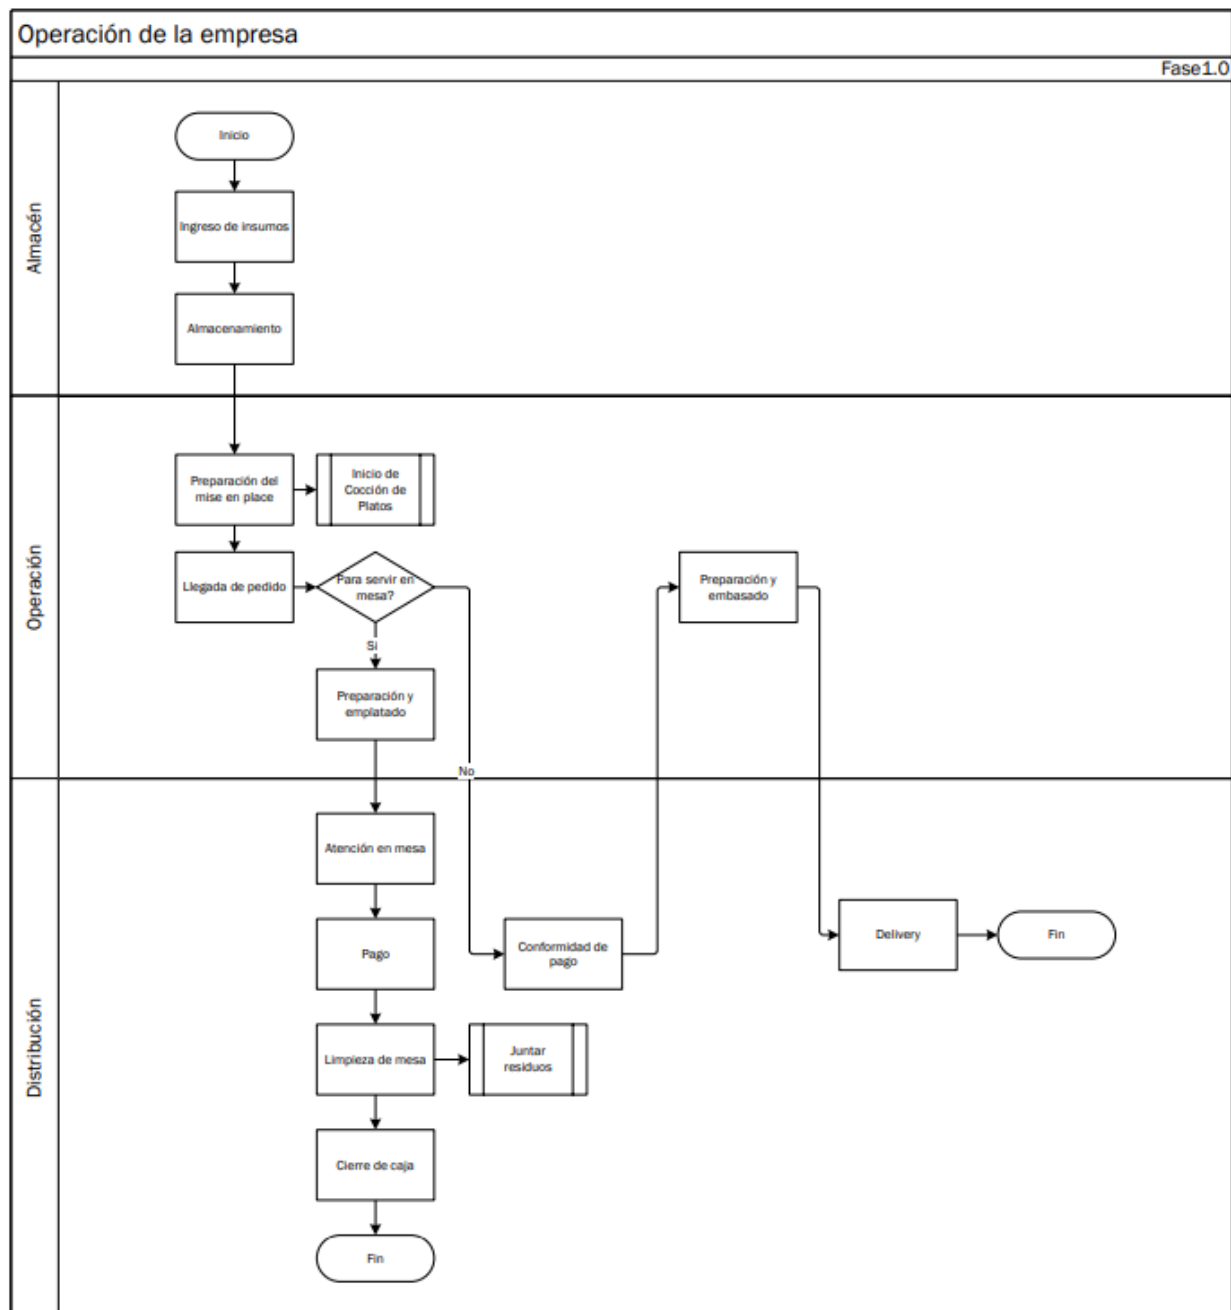 Operación de la empresa
Fase1.0
Almacén
Inicio
Ingreso de insumos
Almacenamiento
Operación
Preparación del
mise en place
Inicio de
Cocción de
Platos
Llegada de pedido
Para servir en
mesa?
Preparación y
embasado
Si
Preparación y
emplatado
No
Distribución
Atención en mesa
Pago
Conformidad de
pago
Delivery
Fin
Limpieza de mesa
Juntar
residuos
Cierre de caja
Fin